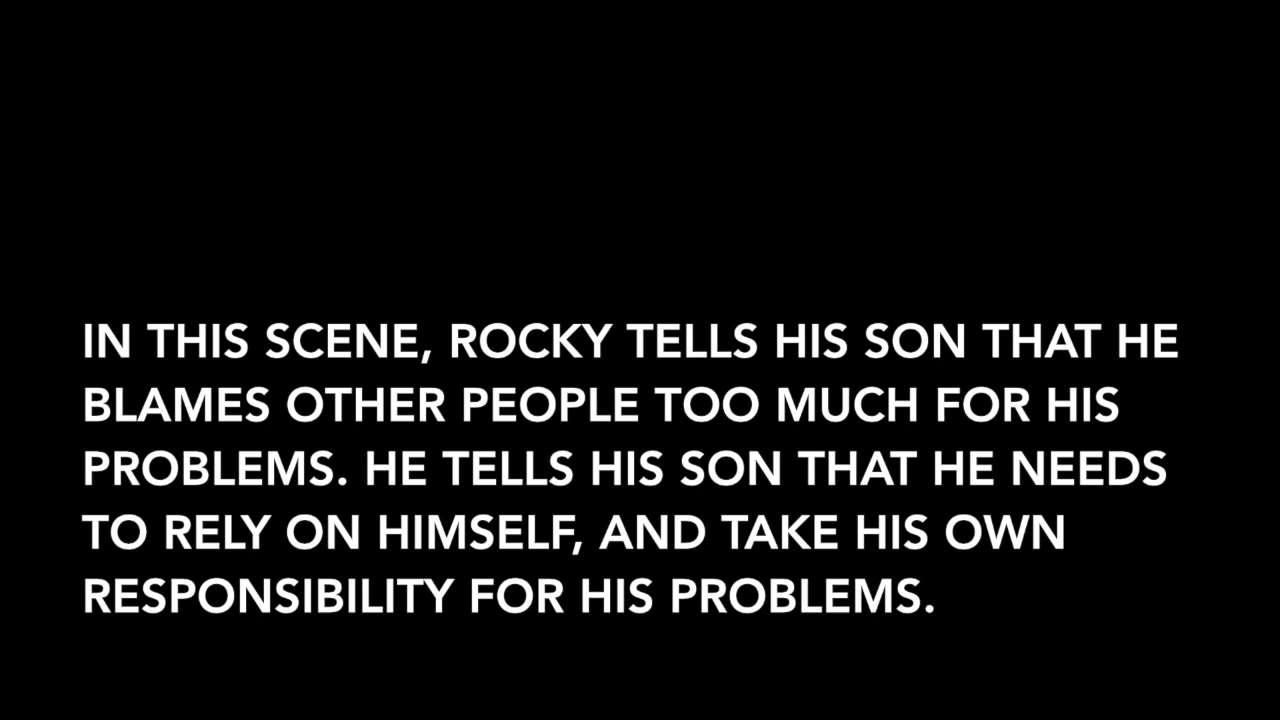 IN THIS SCENE, ROCKY TELLS HIS SON THAT HE
BLAMES OTHER PEOPLE TOO MUCH FOR HIS
PROBLEMS. HE TELLS HIS SON THAT HE NEEDS
TO RELY ON HIMSELF, AND TAKE HIS OWN
RESPONSIBILITY FOR HIS PROBLEMS.